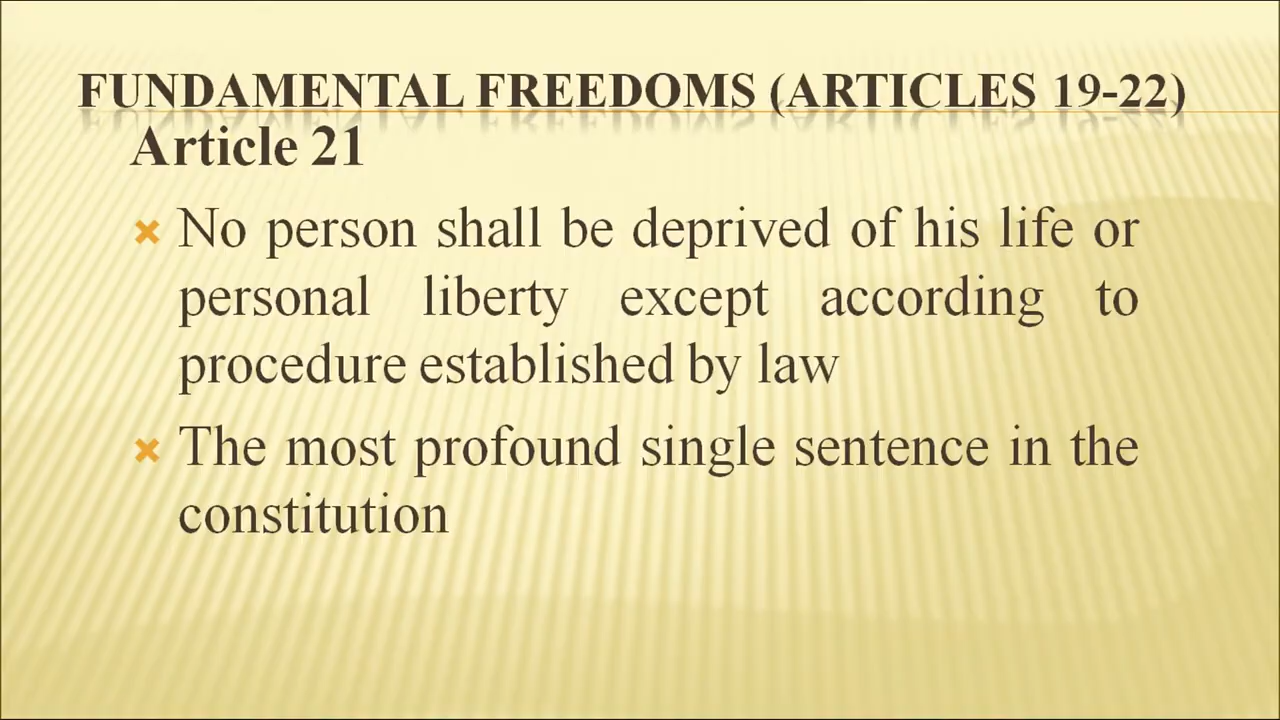 FUNDAMENTAL FREEDOMS (ARTICLES 19-22)
Article 21
No person shall be deprived of his life or
personal liberty except according to
procedure established by law
The most profound single sentence in the
constitution